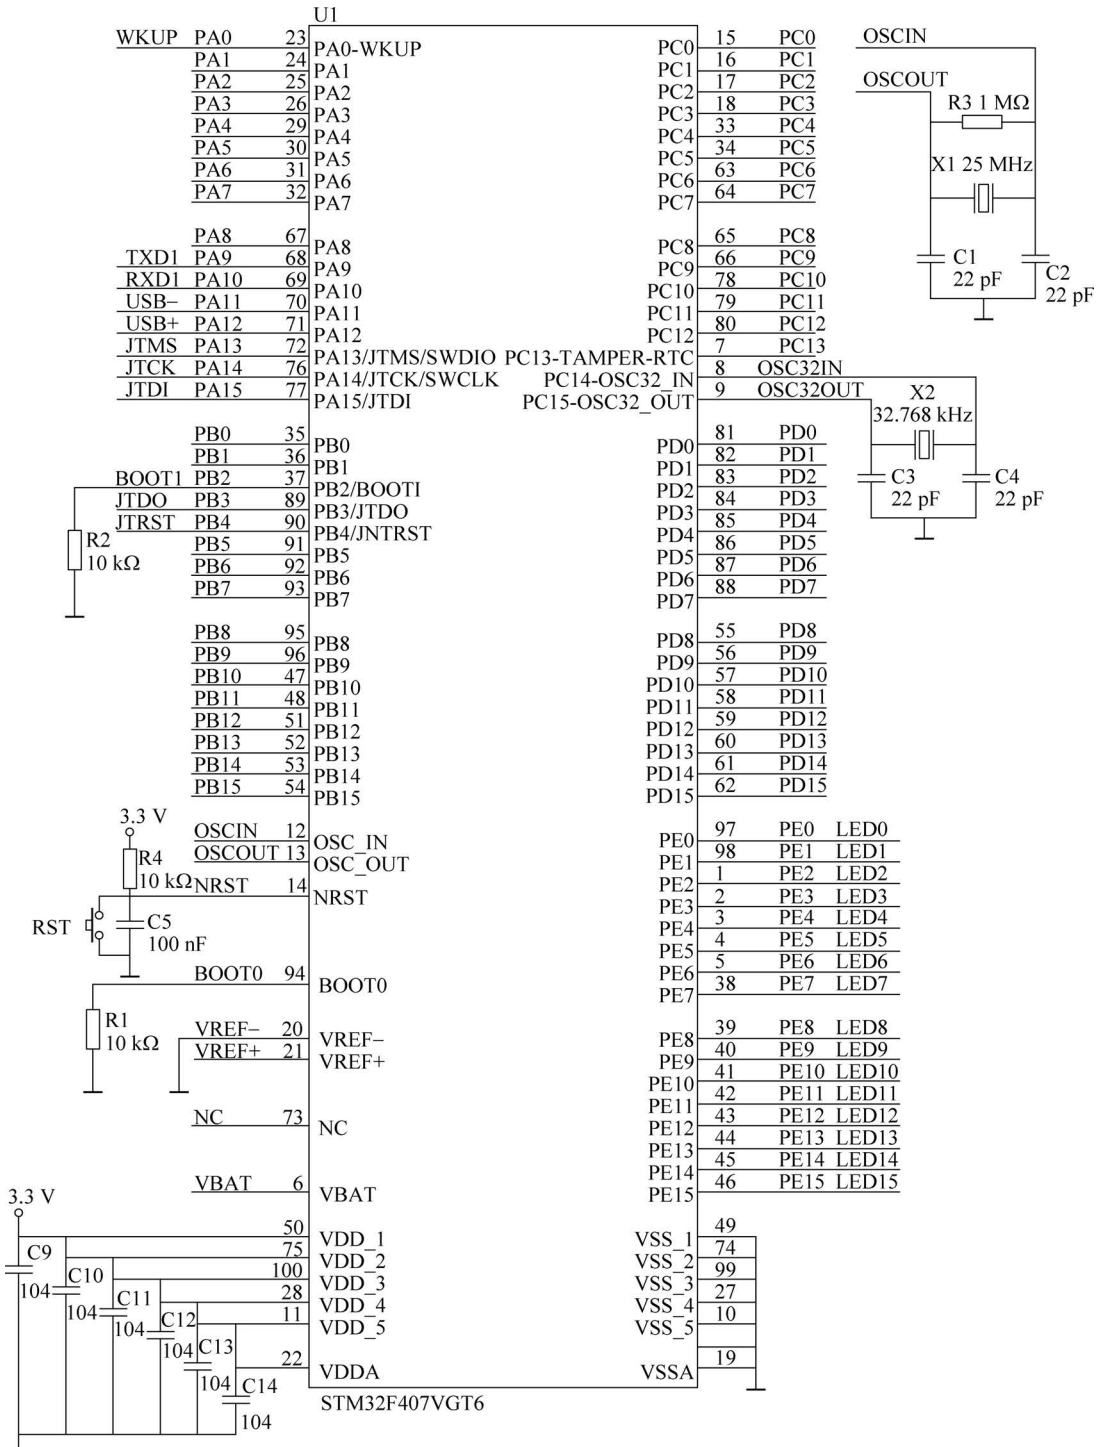 U1
WKUP PA0 23 PA0-WKUP
PA1 24 PA1
PA2 25 PA2
PA3 26 PA3
PA4 29 PA4
PA5 30 PA5
PA6 31 PA6
PA7 32 PA7
PA8 67 PA8
TXD1 PA9 68 PA9
RXD1 PA10 69 PA10
USB− PA11 70 PA11
USB+ PA12 71 PA12
JTMS PA13 72 PA13/JTMS/SWDIO
JTCK PA14 76 PA14/JTCK/SWCLK
JTDI PA15 77 PA15/JTDI
PB0 35 PB0
PB1 36 PB1
BOOT1 PB2 37 PB2/BOOTI
JTDO PB3 89 PB3/JTDO
JTRST PB4 90 PB4/JNTRST
PB5 91 PB5
PB6 92 PB6
PB7 93 PB7
R2
10 kΩ
PB8 95 PB8
PB9 96 PB9
PB10 47 PB10
PB11 48 PB11
PB12 51 PB12
PB13 52 PB13
PB14 53 PB14
PB15 54 PB15
3.3 V
OSCIN 12 OSC_IN
OSCOUT 13 OSC_OUT
R4
10 kΩ
NRST 14 NRST
RST
C5
100 nF
BOOT0 94 BOOT0
R1
10 kΩ
VREF− 20 VREF−
VREF+ 21 VREF+
NC 73 NC
VBAT 6 VBAT
3.3 V
50 VDD_1
75 VDD_2
100 VDD_3
28 VDD_4
11 VDD_5
22 VDDA
C9
104
C10
104
C11
104
C12
104
C13
104
C14
104
PC0 15 PC0
PC1 16 PC1
PC2 17 PC2
PC3 18 PC3
PC4 33 PC4
PC5 34 PC5
PC6 63 PC6
PC7 64 PC7
PC8 65 PC8
PC9 66 PC9
PC10 78 PC10
PC11 79 PC11
PC12 80 PC12
PC13-TAMPER-RTC 7 PC13
PC14-OSC32_IN 8 OSC32IN
PC15-OSC32_OUT 9 OSC32OUT
PD0 81 PD0
PD1 82 PD1
PD2 83 PD2
PD3 84 PD3
PD4 85 PD4
PD5 86 PD5
PD6 87 PD6
PD7 88 PD7
PD8 55 PD8
PD9 56 PD9
PD10 57 PD10
PD11 58 PD11
PD12 59 PD12
PD13 60 PD13
PD14 61 PD14
PD15 62 PD15
PE0 97 PE0 LED0
PE1 98 PE1 LED1
PE2 1 PE2 LED2
PE3 2 PE3 LED3
PE4 3 PE4 LED4
PE5 4 PE5 LED5
PE6 5 PE6 LED6
PE7 38 PE7 LED7
PE8 39 PE8 LED8
PE9 40 PE9 LED9
PE10 41 PE10 LED10
PE11 42 PE11 LED11
PE12 43 PE12 LED12
PE13 44 PE13 LED13
PE14 45 PE14 LED14
PE15 46 PE15 LED15
VSS_1 49
VSS_2 74
VSS_3 99
VSS_4 27
VSS_5 10
VSSA 19
STM32F407VGT6
OSCIN
OSCOUT
R3 1 MΩ
X1 25 MHz
C1
22 pF
C2
22 pF
X2
32.768 kHz
C3
22 pF
C4
22 pF